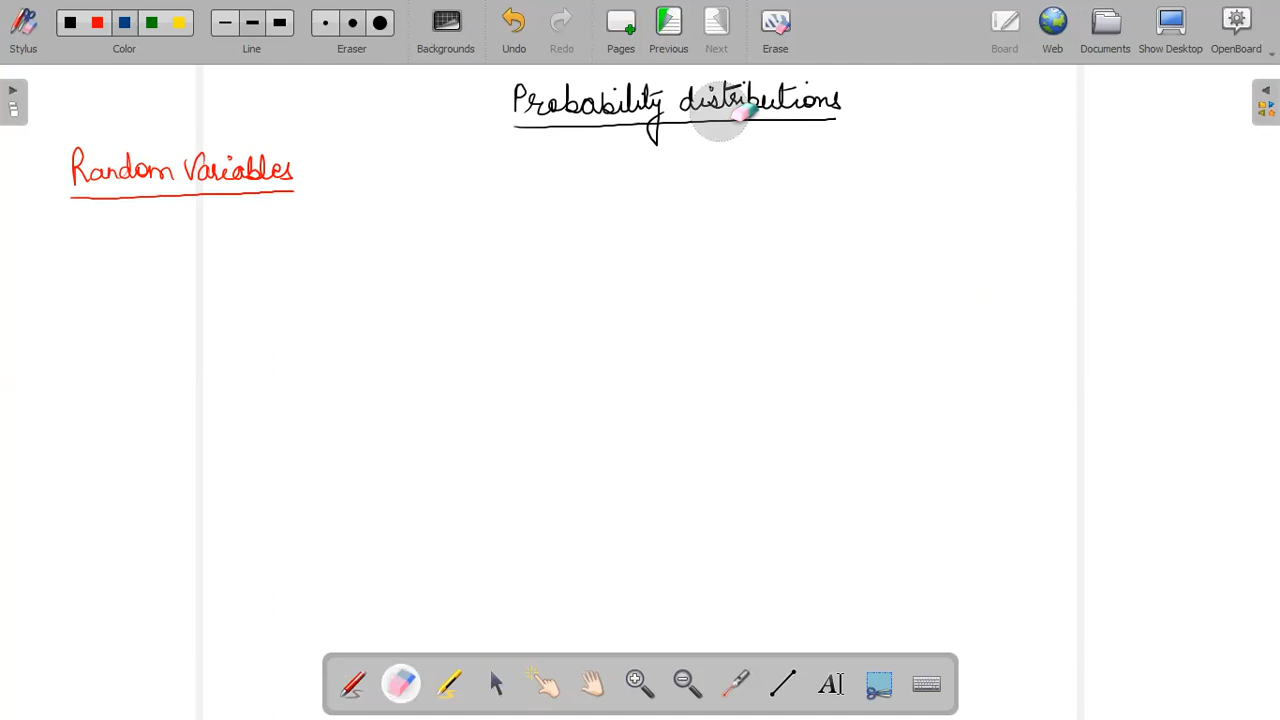 Stylus Color Line Eraser Backgrounds Undo Redo Pages Previous Next Erase Board Web Documents Show Desktop OpenBoard
Probability distributions
Random Variables
AI